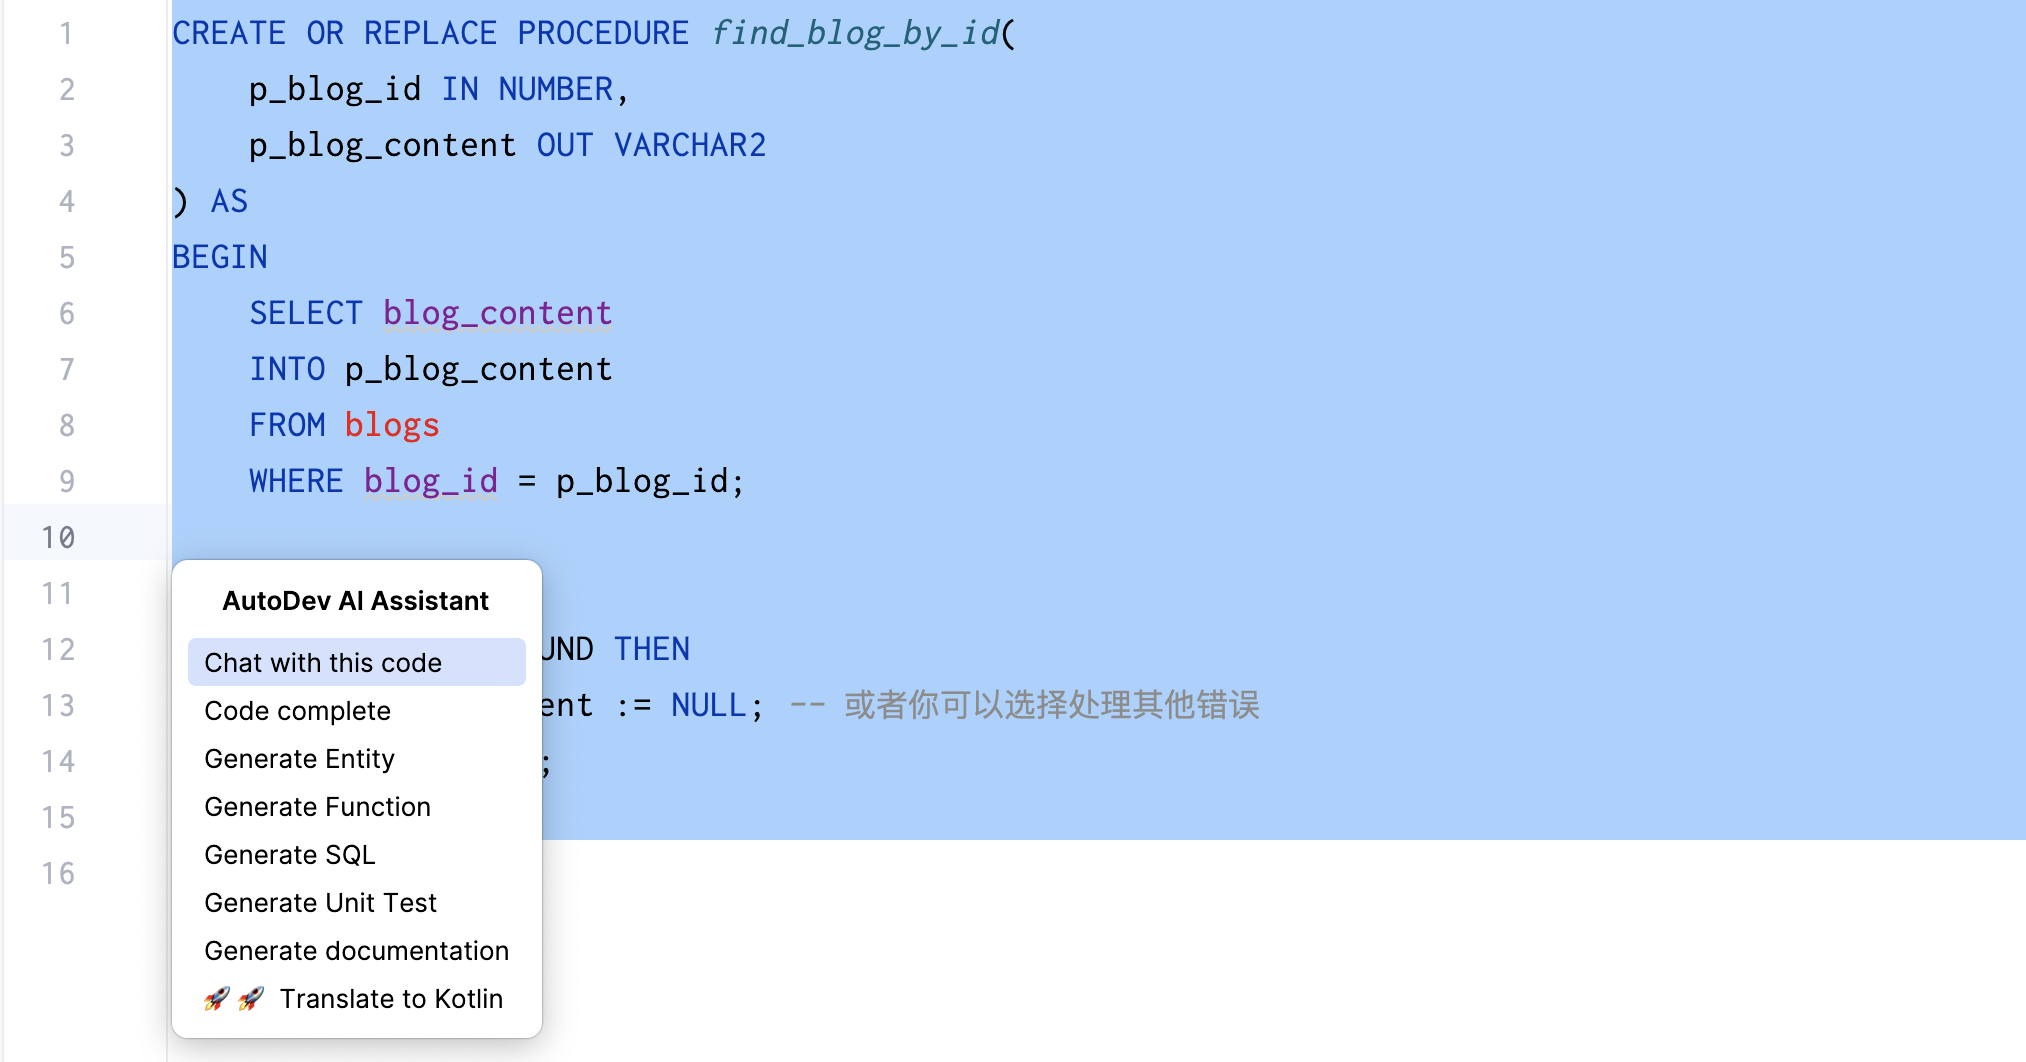 1 CREATE OR REPLACE PROCEDURE find_blog_by_id(
2 p_blog_id IN NUMBER,
3 p_blog_content OUT VARCHAR2
4 ) AS
5 BEGIN
6 SELECT blog_content
7 INTO p_blog_content
8 FROM blogs
9 WHERE blog_id = p_blog_id;
10
11
12 UND THEN
13 ent := NULL; -- 或者你可以选择处理其他错误
14 ;
15
16
AutoDev AI Assistant
Chat with this code
Code complete
Generate Entity
Generate Function
Generate SQL
Generate Unit Test
Generate documentation
🚀🚀 Translate to Kotlin